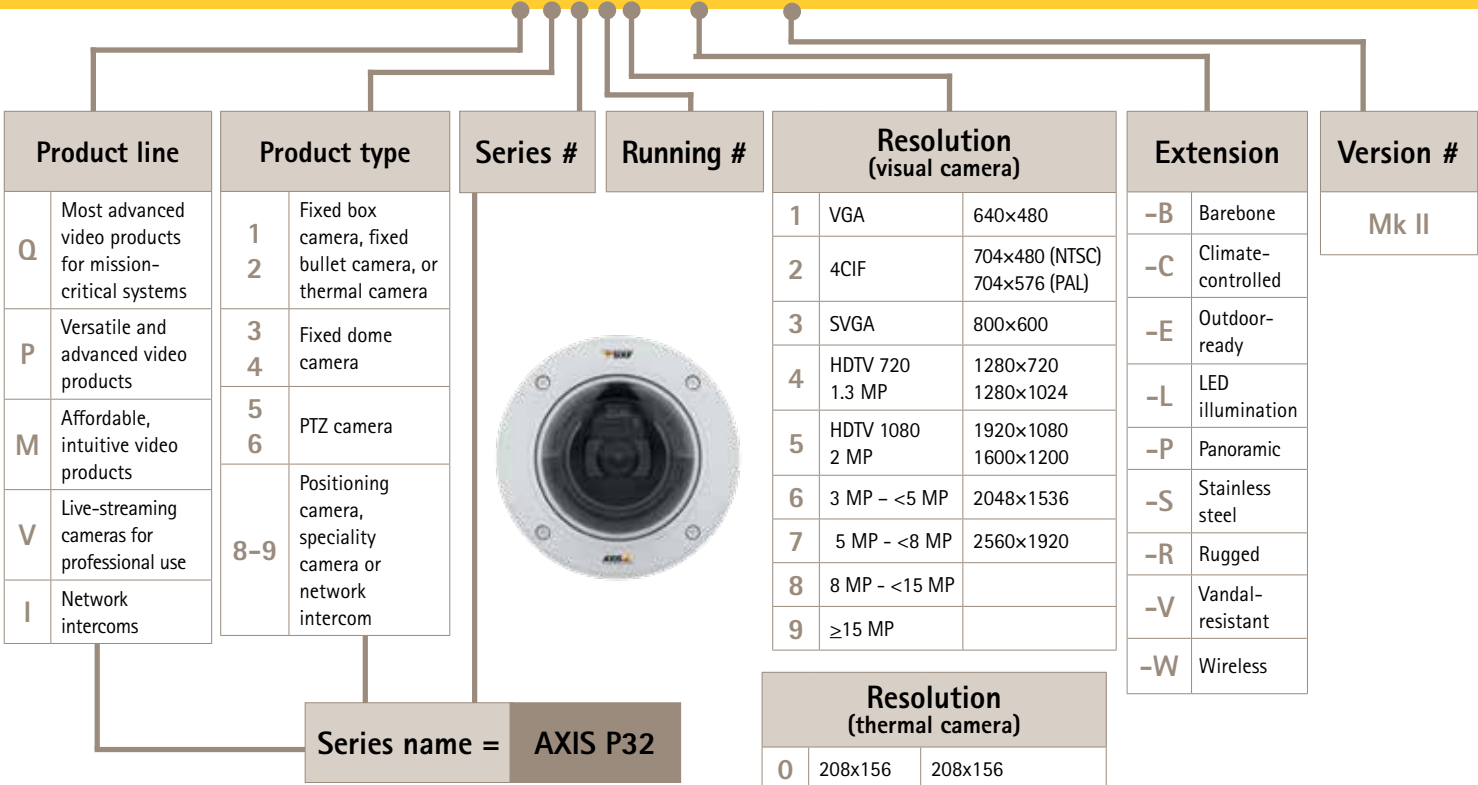 Product line
Q
Most advanced
video products
for mission-
critical systems
P
Versatile and
advanced video
products
M
Affordable,
intuitive video
products
V
Live-streaming
cameras for
professional use
I
Network
intercoms
Product type
1
2
Fixed box
camera, fixed
bullet camera, or
thermal camera
3
4
Fixed dome
camera
5
6
PTZ camera
8-9
Positioning
camera,
speciality
camera or
network
intercom
Series #
Running #
Resolution
(visual camera)
1 VGA 640×480
2 4CIF 704×480 (NTSC)
704×576 (PAL)
3 SVGA 800×600
4 HDTV 720 1280×720
1.3 MP 1280×1024
5 HDTV 1080 1920×1080
2 MP 1600×1200
6 3 MP – <5 MP 2048×1536
7 5 MP - <8 MP 2560×1920
8 8 MP - <15 MP
9 ≥15 MP
Extension
-B Barebone
-C Climate-
controlled
-E Outdoor-
ready
-L LED
illumination
-P Panoramic
-S Stainless
steel
-R Rugged
-V Vandal-
resistant
-W Wireless
Version #
Mk II
AXIS
Series name = AXIS P32
Resolution
(thermal camera)
0 208x156 208x156